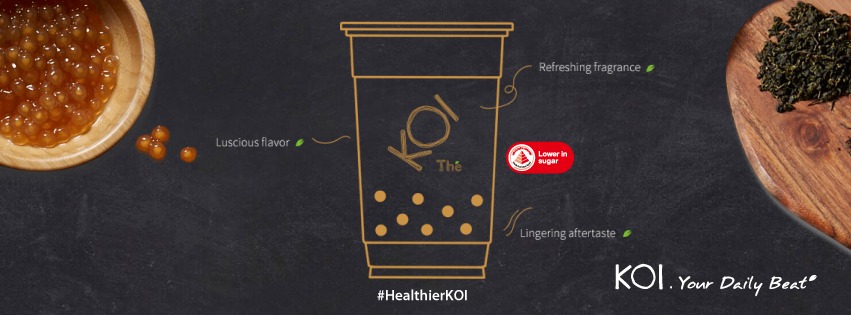 Refreshing fragrance
Luscious flavor
KOI
Thé
Lower in
sugar
Lingering aftertaste
KOI. Your Daily Beat
#HealthierKOI